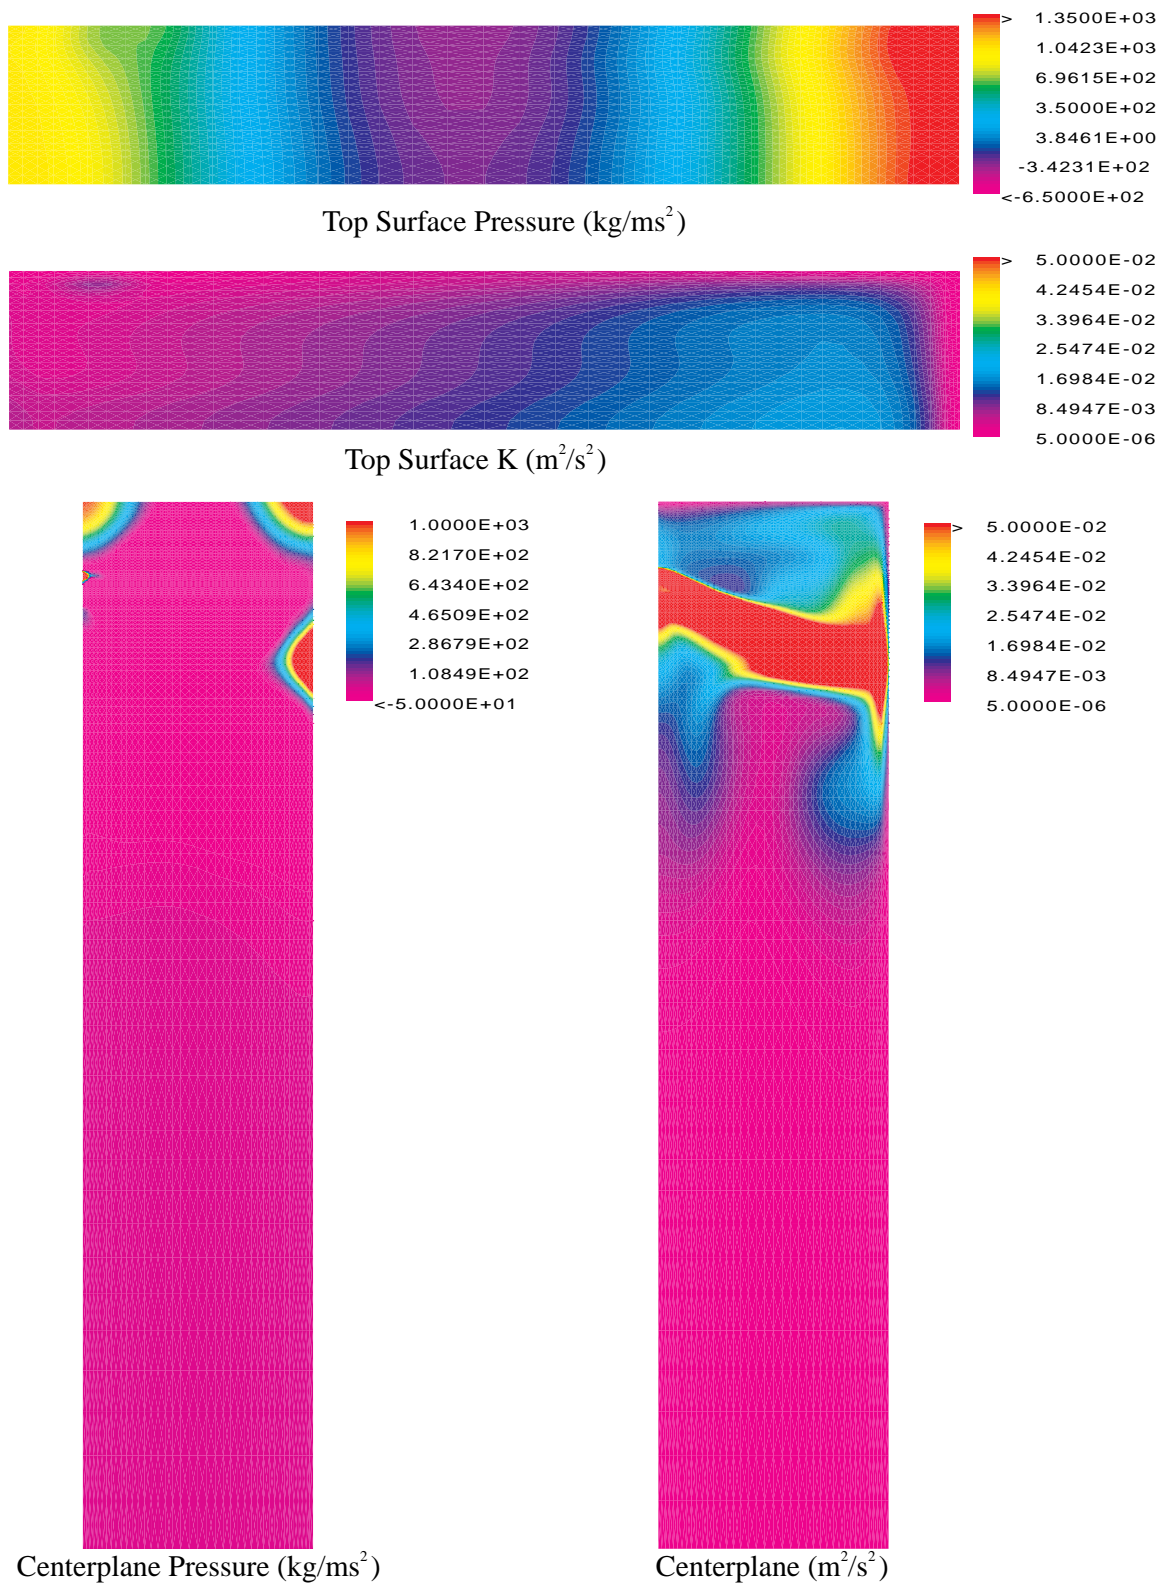 > 1.3500E+03
1.0423E+03
6.9615E+02
3.5000E+02
3.8461E+00
-3.4231E+02
<-6.5000E+02
Top Surface Pressure (kg/ms²)
> 5.0000E-02
4.2454E-02
3.3964E-02
2.5474E-02
1.6984E-02
8.4947E-03
5.0000E-06
Top Surface K (m²/s²)
1.0000E+03
8.2170E+02
6.4340E+02
4.6509E+02
2.8679E+02
1.0849E+02
<-5.0000E+01
> 5.0000E-02
4.2454E-02
3.3964E-02
2.5474E-02
1.6984E-02
8.4947E-03
5.0000E-06
Centerplane Pressure (kg/ms²)
Centerplane (m²/s²)